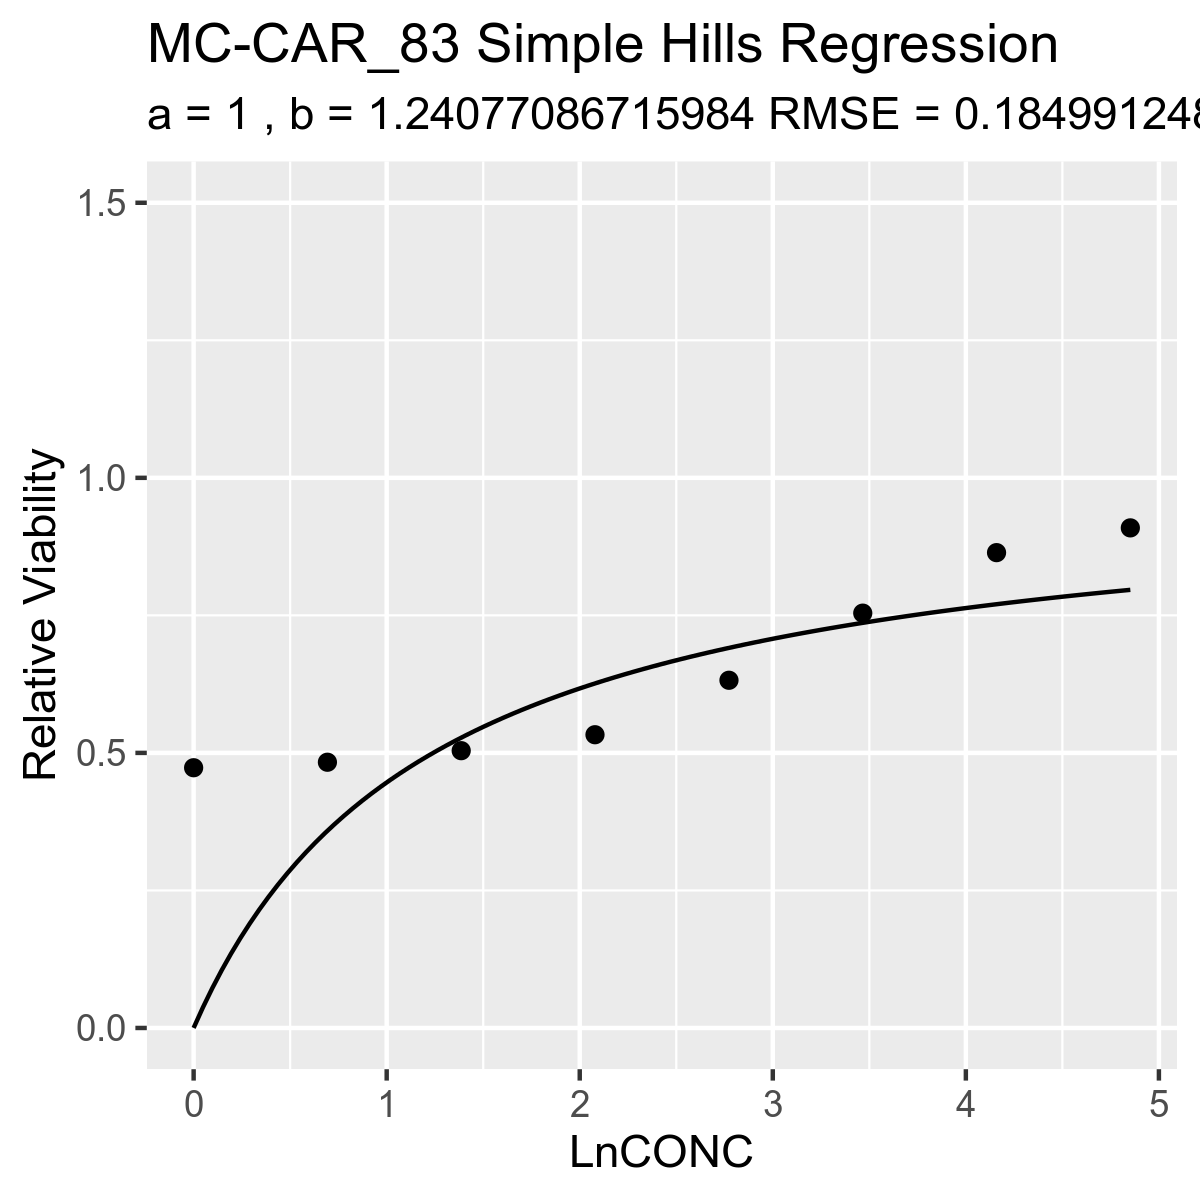 MC-CAR_83 Simple Hills Regression
a = 1 , b = 1.24077086715984 RMSE = 0.184991248
1.5
1.0
0.5
0.0
Relative Viability
0 1 2 3 4 5
LnCONC